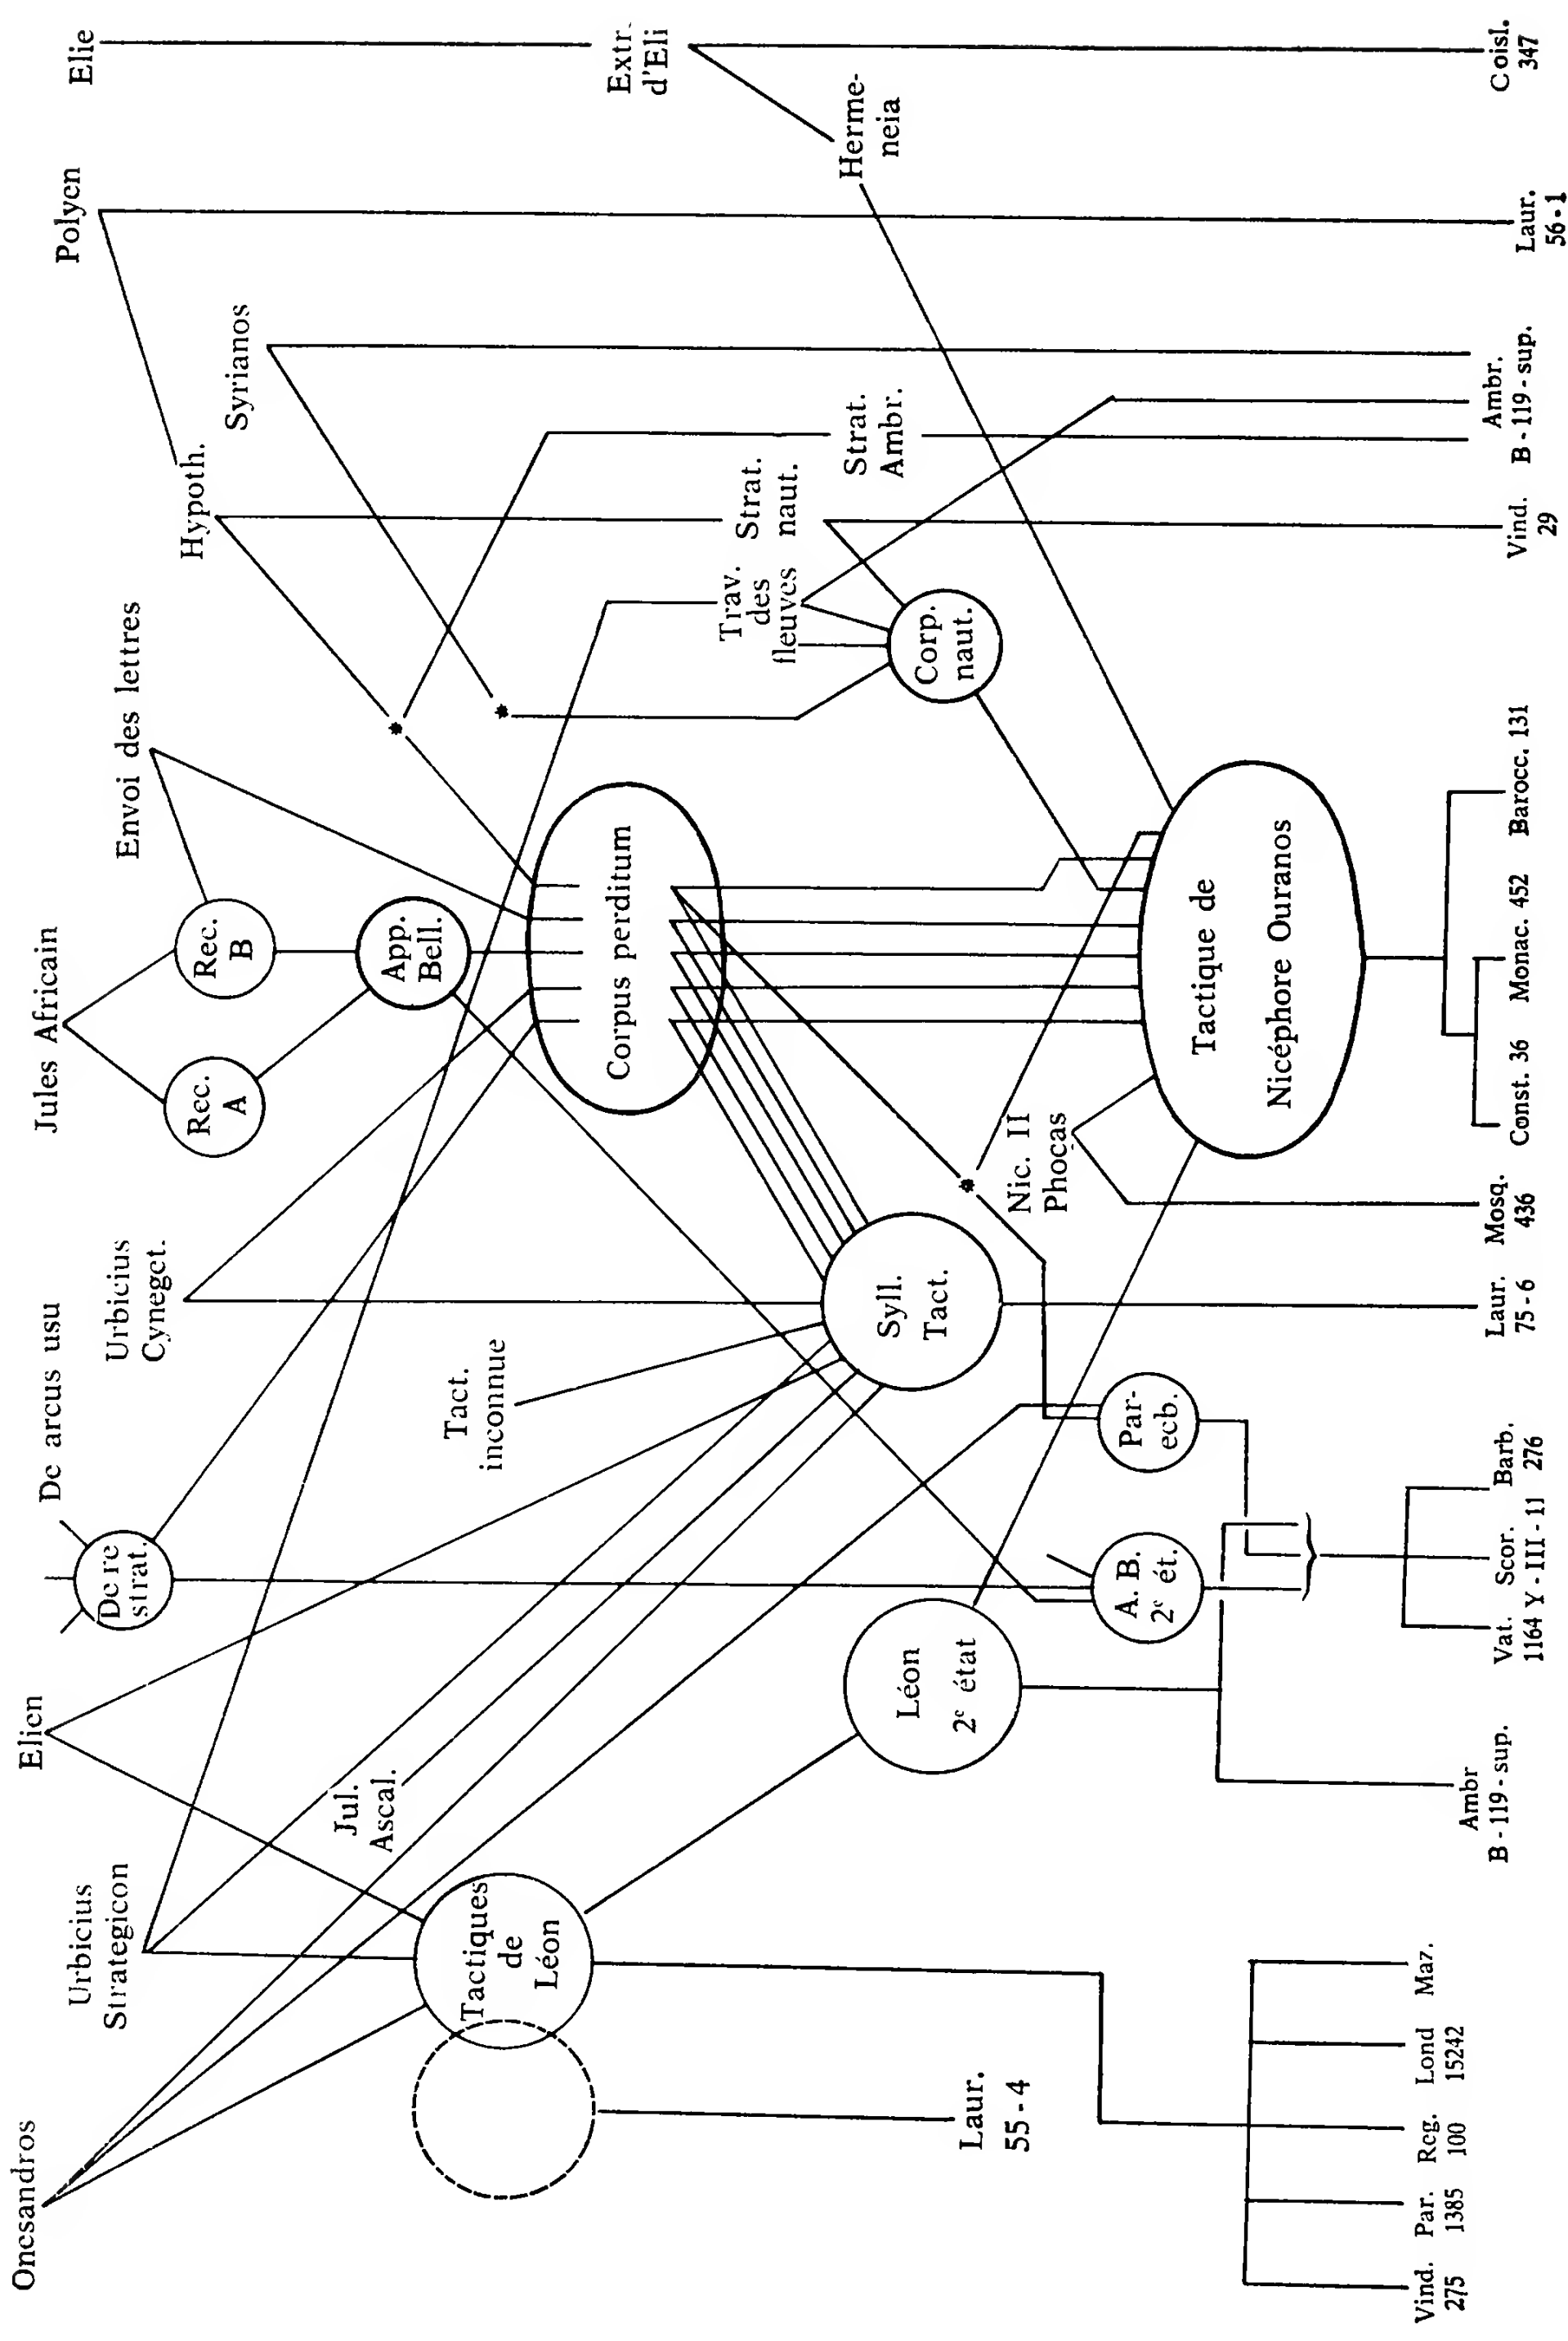 Onesandros
Elien
De arcus usu
Jules Africain
Polyen
Elie
Urbicius
Strategicon
De re
strat.
Urbicius
Cyneget.
Envoi des lettres
Rec.
A
Rec.
B
Hypoth.
Syrianos
Jul.
Ascal.
App.
Bell.
Tactiques
de
Léon
Tact.
inconnue
Corpus perditum
Extr.
d'Eli
Trav.
des
fleuves
Strat.
naut.
Strat.
Ambr.
Herme-
neia
Léon
2e état
Syll.
Tact.
Corp.
naut.
Laur.
55 - 4
Nic. II
Phocas
A. B.
2e ét.
Par-
ecb.
Tactique de
Nicéphore Ouranos
Vind.
275
Par.
1385
Reg.
100
Lond
15242
Maz.
Ambr
B - 119 - sup.
Vat.
1164
Scor.
Y - III - 11
Barb.
276
Laur.
75 - 6
Mosq.
436
Const. 36
Monac. 452
Barocc. 131
Vind.
29
Ambr.
B - 119 - sup.
Laur.
56 - 1
Coisl.
347